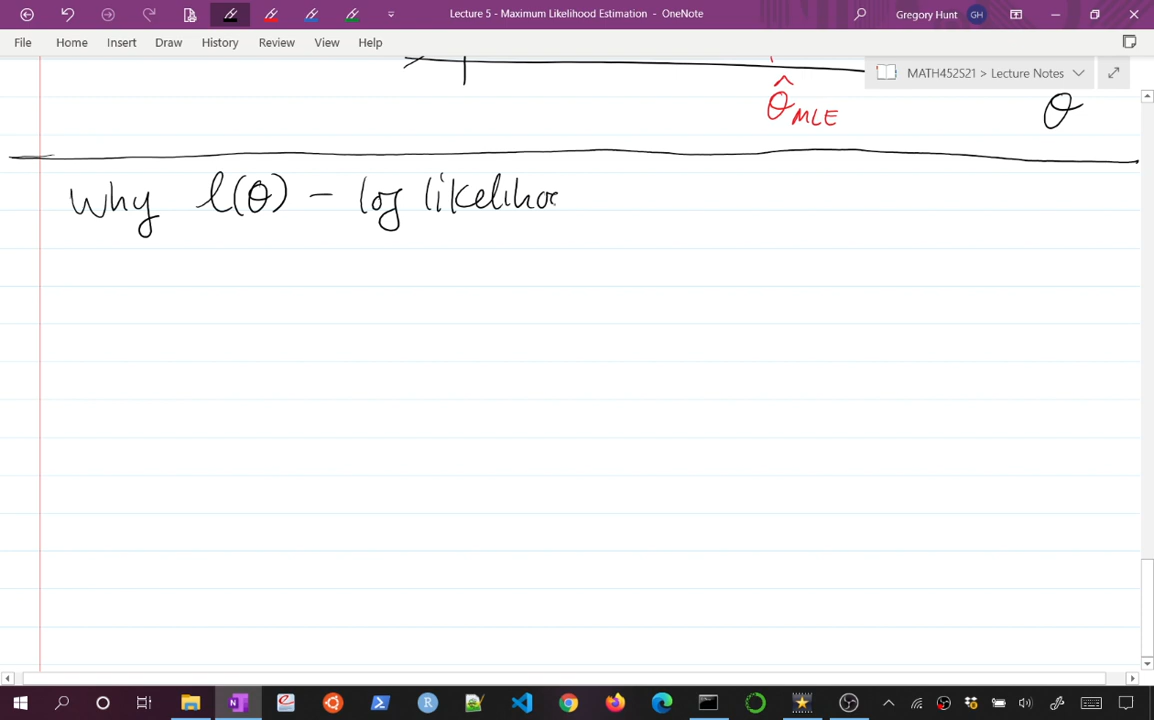 Lecture 5 - Maximum Likelihood Estimation - OneNote
Gregory Hunt
GH
File Home Insert Draw History Review View Help
MATH452S21 > Lecture Notes
θ̂MLE
θ
Why l(θ) - log likelihoo